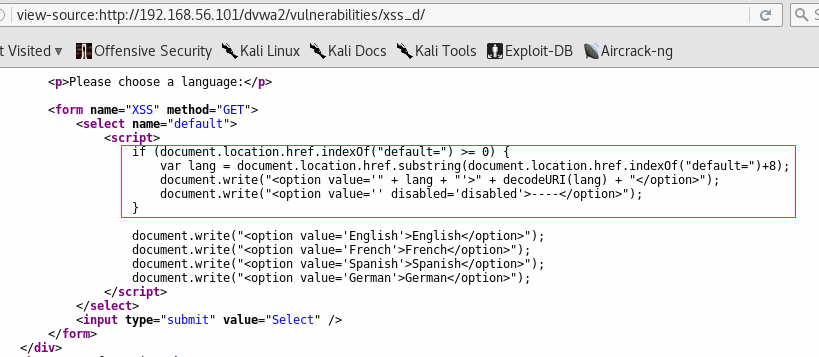 view-source:http://192.168.56.101/dvwa2/vulnerabilities/xss_d/
t Visited Offensive Security Kali Linux Kali Docs Kali Tools Exploit-DB Aircrack-ng
<p>Please choose a language:</p>
<form name="XSS" method="GET">
<select name="default">
<script>
if (document.location.href.indexOf("default=") >= 0) {
var lang = document.location.href.substring(document.location.href.indexOf("default=")+8);
document.write("<option value='" + lang + "'>" + decodeURI(lang) + "</option>");
document.write("<option value='' disabled='disabled'>----</option>");
}
document.write("<option value='English'>English</option>");
document.write("<option value='French'>French</option>");
document.write("<option value='Spanish'>Spanish</option>");
document.write("<option value='German'>German</option>");
</script>
</select>
<input type="submit" value="Select" />
</form>
</div>